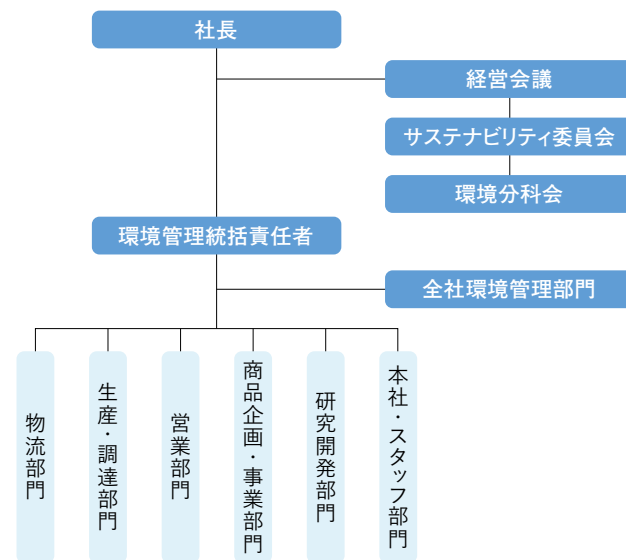 社長
経営会議
サステナビリティ委員会
環境分科会
環境管理統括責任者
全社環境管理部門
物流部門
生産・調達部門
営業部門
商品企画・事業部門
研究開発部門
本社・スタッフ部門